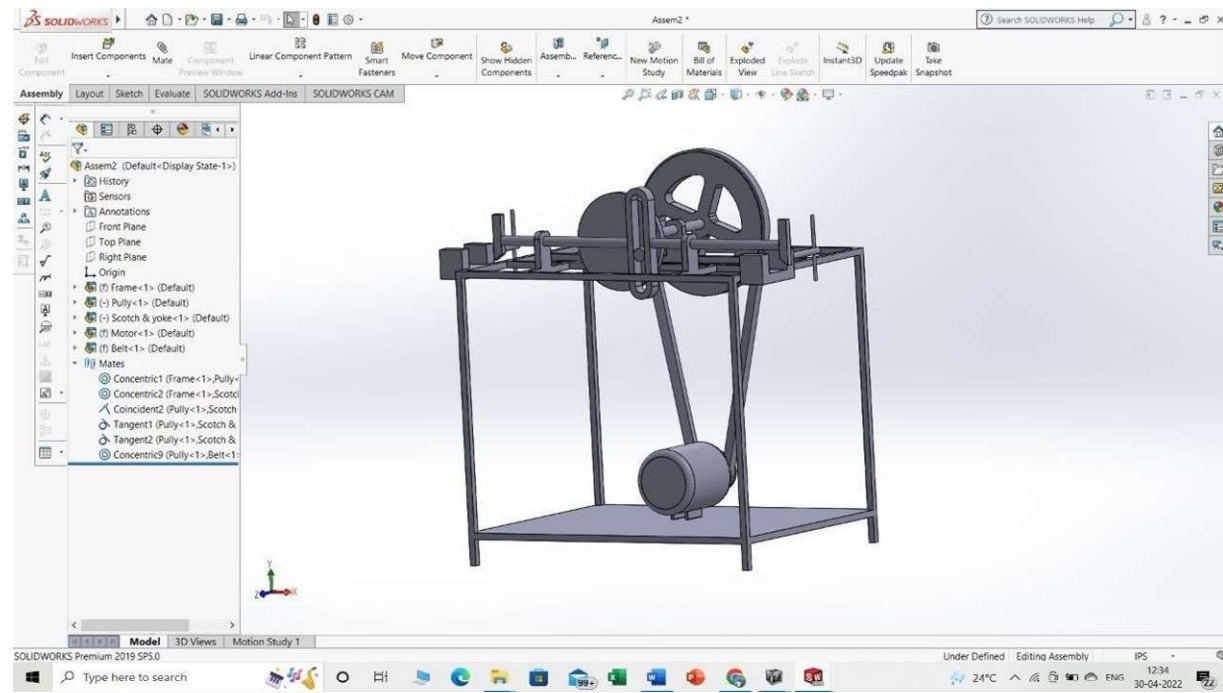 SOLIDWORKS
Assem2 *
Search SOLIDWORKS Help
Edit Component
Insert Components
Mate
Component Preview Window
Linear Component Pattern
Smart Fasteners
Move Component
Show Hidden Components
Assemb...
Referenc...
New Motion Study
Bill of Materials
Exploded View
Explode Line Sketch
Instant3D
Update Speedpak
Take Snapshot
Assembly
Layout
Sketch
Evaluate
SOLIDWORKS Add-Ins
SOLIDWORKS CAM
Assem2 (Default<Display State-1>)
History
Sensors
Annotations
Front Plane
Top Plane
Right Plane
Origin
(f) Frame<1> (Default)
(-) Pully<1> (Default)
(-) Scotch & yoke<1> (Default)
(f) Motor<1> (Default)
(f) Belt<1> (Default)
Mates
Concentric1 (Frame<1>,Pully<
Concentric2 (Frame<1>,Scotcl
Coincident2 (Pully<1>,Scotch
Tangent1 (Pully<1>,Scotch &
Tangent2 (Pully<1>,Scotch &
Concentric9 (Pully<1>,Belt<1>
Y
Z
X
Model
3D Views
Motion Study 1
SOLIDWORKS Premium 2019 SP5.0
Under Defined
Editing Assembly
IPS
Type here to search
99+
24°C
ENG
12:34
30-04-2022
22